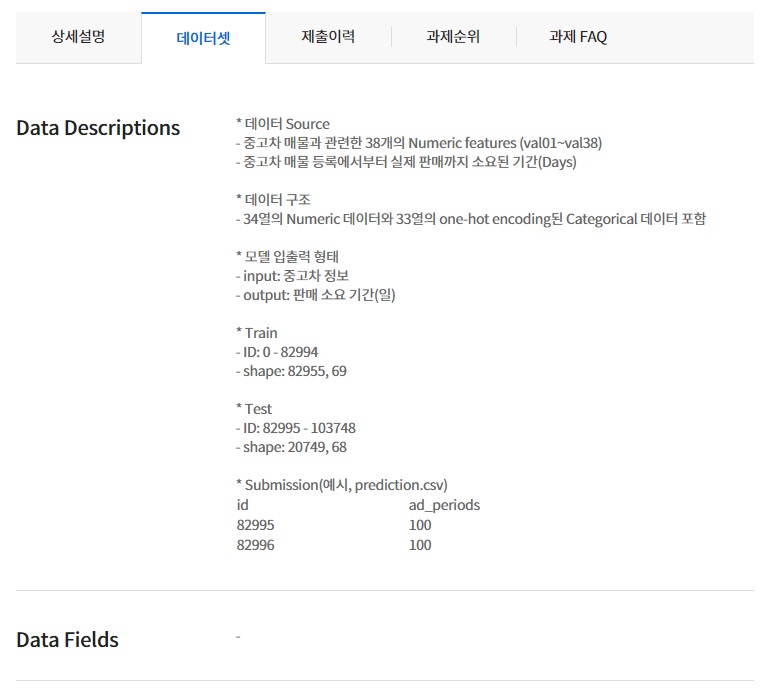 상세설명
데이터셋
제출이력
과제순위
과제 FAQ
Data Descriptions
* 데이터 Source
- 중고차 매물과 관련한 38개의 Numeric features (val01~val38)
- 중고차 매물 등록에서부터 실제 판매까지 소요된 기간(Days)
* 데이터 구조
- 34열의 Numeric 데이터와 33열의 one-hot encoding된 Categorical 데이터 포함
* 모델 입출력 형태
- input: 중고차 정보
- output: 판매 소요 기간(일)
* Train
- ID: 0 - 82994
- shape: 82955, 69
* Test
- ID: 82995 - 103748
- shape: 20749, 68
* Submission(예시, prediction.csv)
id ad_periods
82995 100
82996 100
Data Fields
-